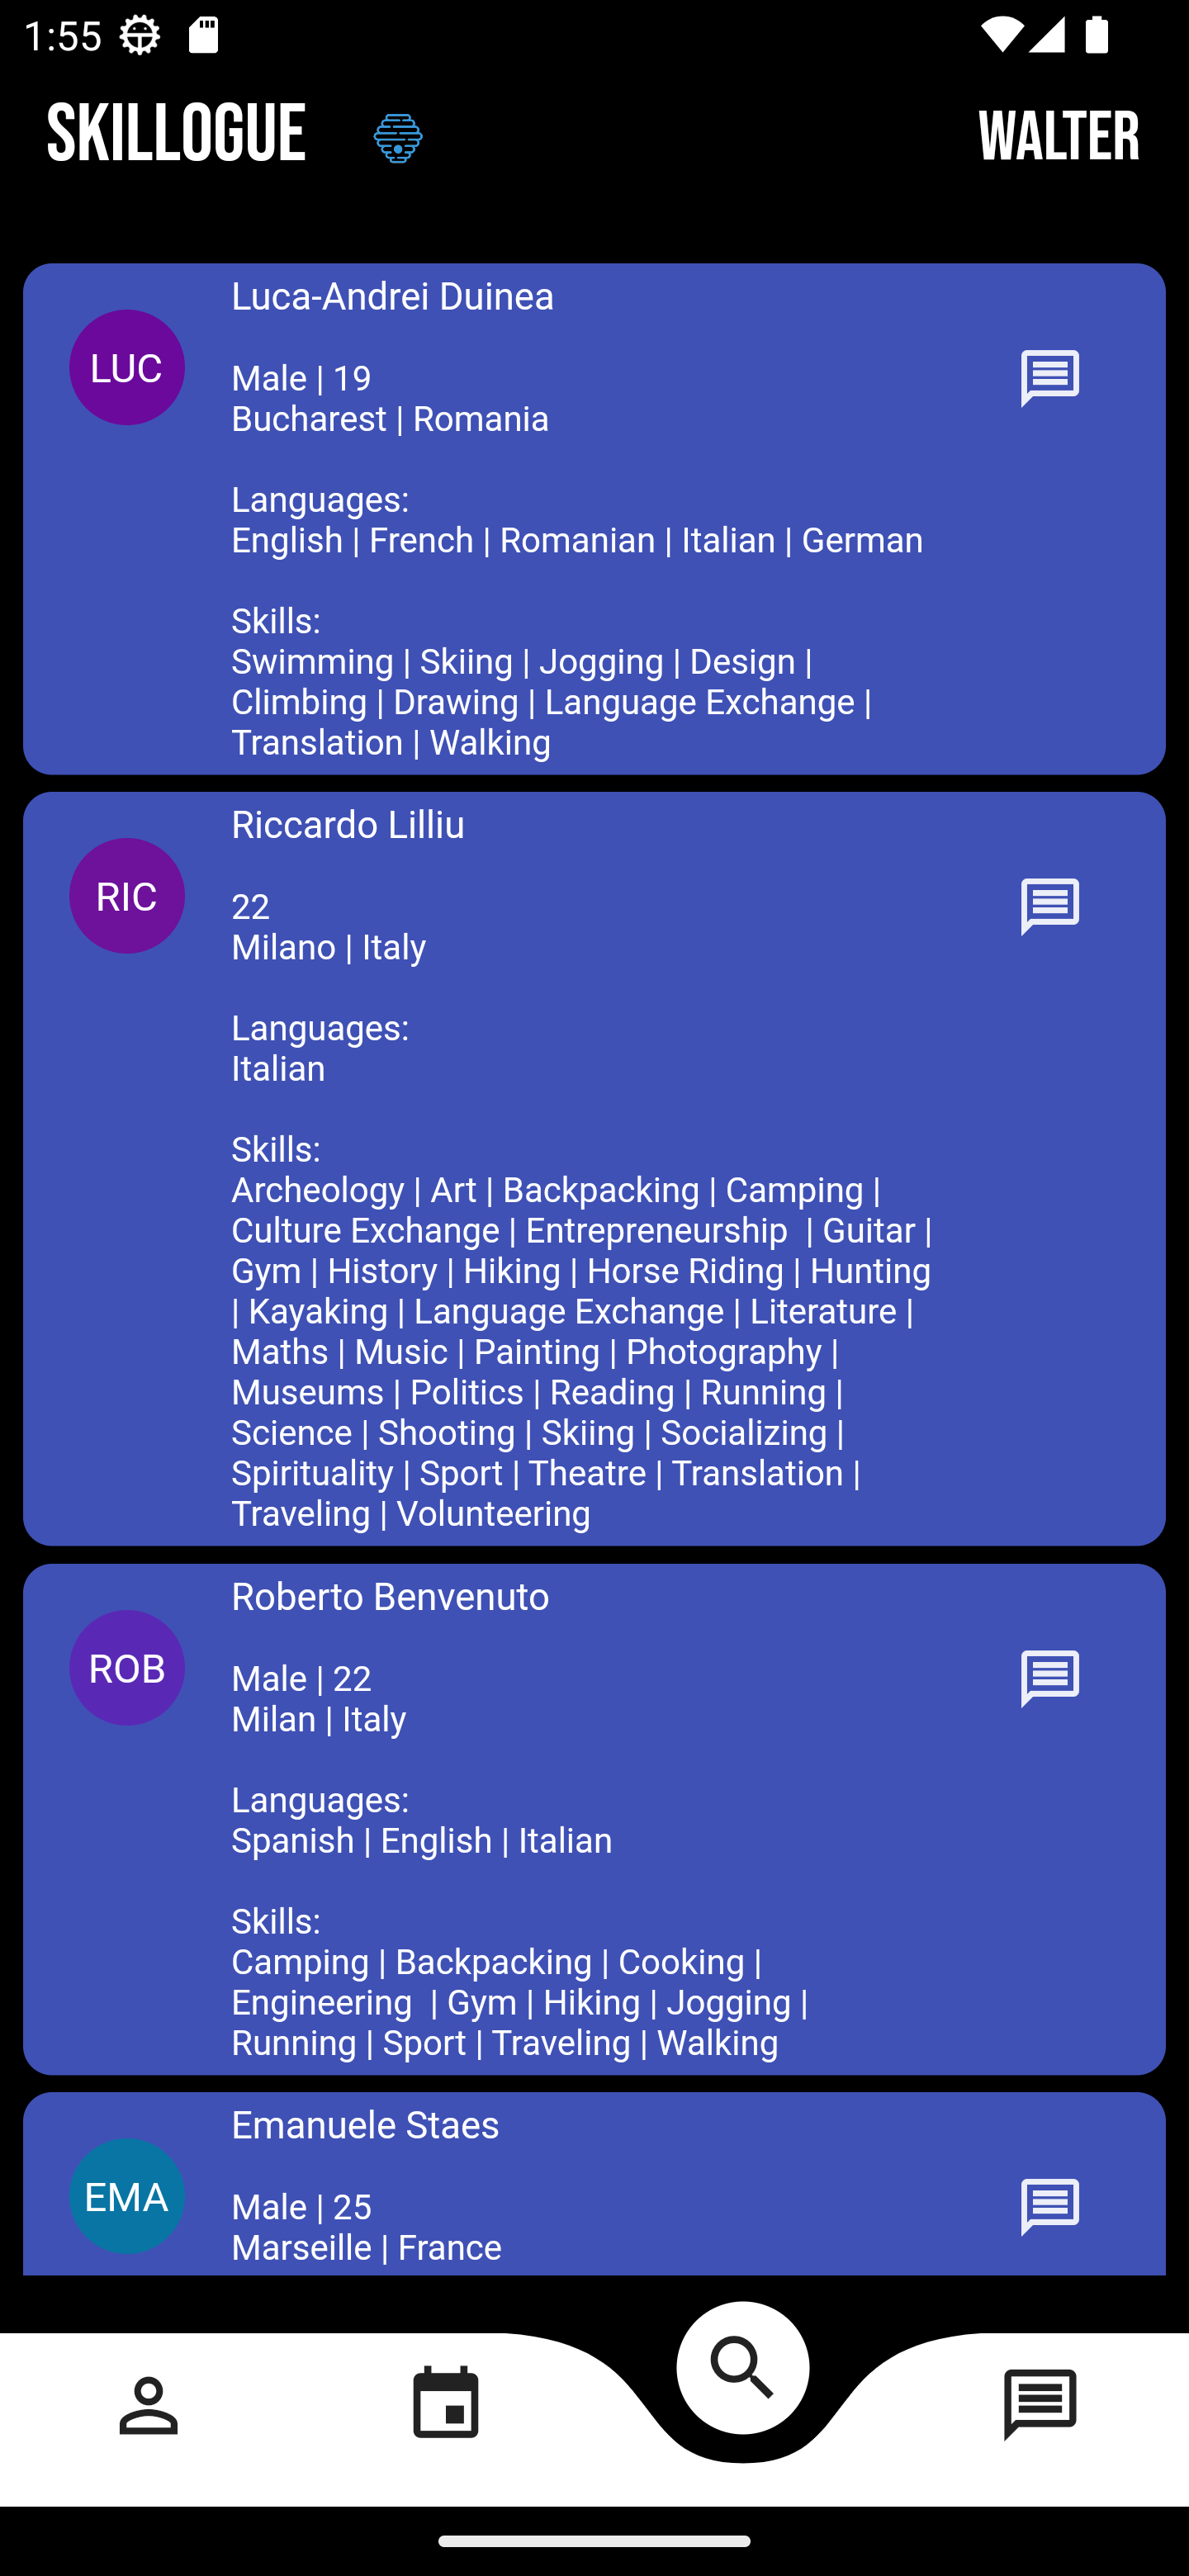 1:55
SKILLOGUE
WALTER
Luca-Andrei Duinea
LUC
Male | 19
Bucharest | Romania
Languages:
English | French | Romanian | Italian | German
Skills:
Swimming | Skiing | Jogging | Design |
Climbing | Drawing | Language Exchange |
Translation | Walking
Riccardo Lilliu
RIC
22
Milano | Italy
Languages:
Italian
Skills:
Archeology | Art | Backpacking | Camping |
Culture Exchange | Entrepreneurship  | Guitar |
Gym | History | Hiking | Horse Riding | Hunting
| Kayaking | Language Exchange | Literature |
Maths | Music | Painting | Photography |
Museums | Politics | Reading | Running |
Science | Shooting | Skiing | Socializing |
Spirituality | Sport | Theatre | Translation |
Traveling | Volunteering
Roberto Benvenuto
ROB
Male | 22
Milan | Italy
Languages:
Spanish | English | Italian
Skills:
Camping | Backpacking | Cooking |
Engineering  | Gym | Hiking | Jogging |
Running | Sport | Traveling | Walking
Emanuele Staes
EMA
Male | 25
Marseille | France